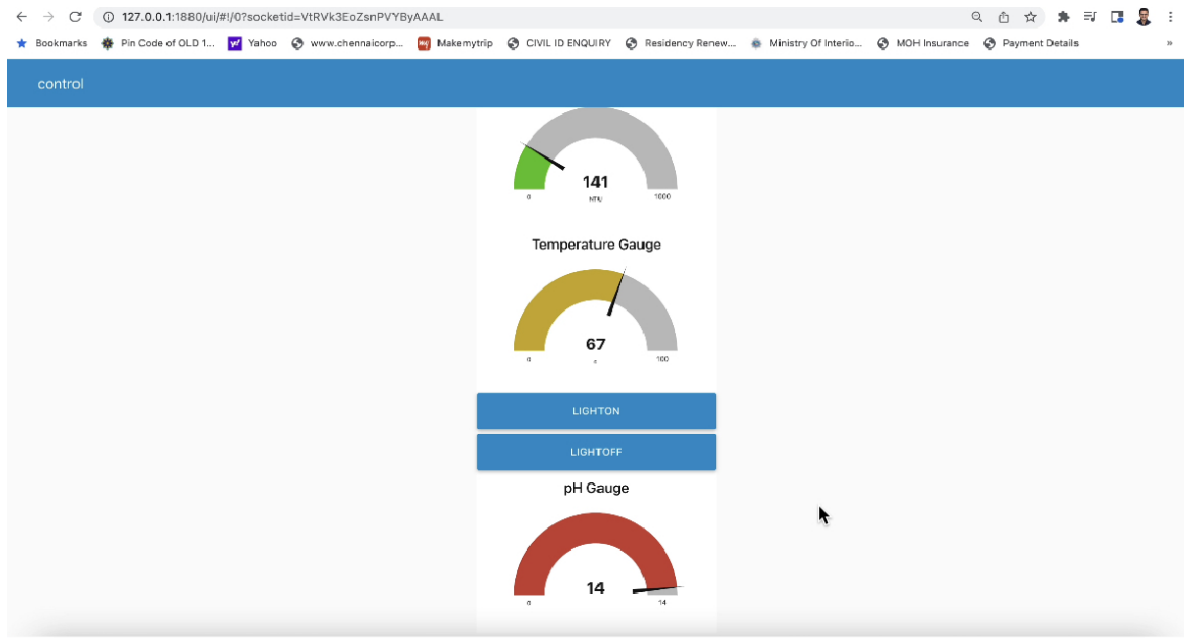 127.0.0.1:1880/ui/#!/0?socketid=VtRVk3EoZsnPVYByAAAL
Bookmarks Pin Code of OLD 1... Yahoo www.chennaicorp... Makemytrip CIVIL ID ENQUIRY Residency Renew... Ministry Of Interio... MOH Insurance Payment Details »
control
141
0 NTU 1000
Temperature Gauge
67
0 c 100
LIGHTON
LIGHTOFF
pH Gauge
14
0 14